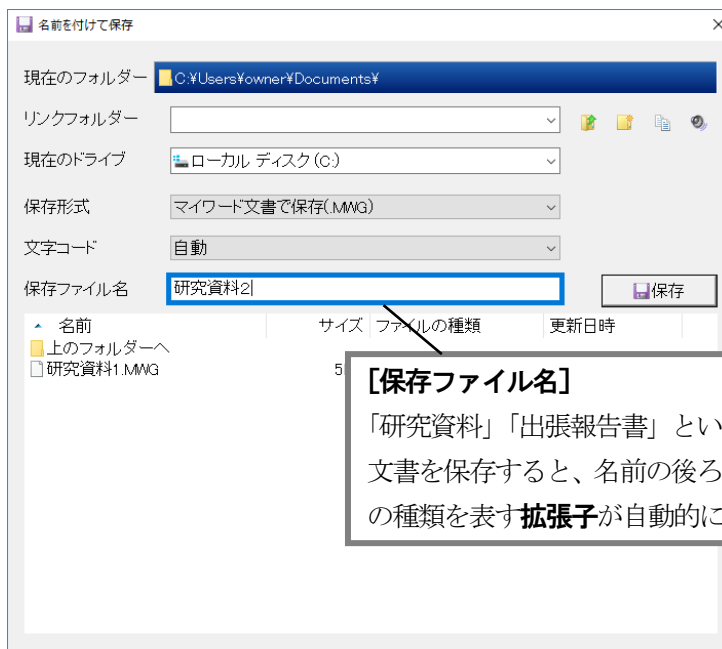 名前を付けて保存
現在のフォルダー C:¥Users¥owner¥Documents¥
リンクフォルダー
現在のドライブ ローカル ディスク(C:)
保存形式 マイワード文書で保存(.MWG)
文字コード 自動
保存ファイル名 研究資料2
保存
名前 サイズ ファイルの種類 更新日時
上のフォルダーへ
研究資料1.MWG 5
[保存ファイル名]
「研究資料」「出張報告書」とい
文書を保存すると、名前の後ろ
の種類を表す拡張子が自動的に